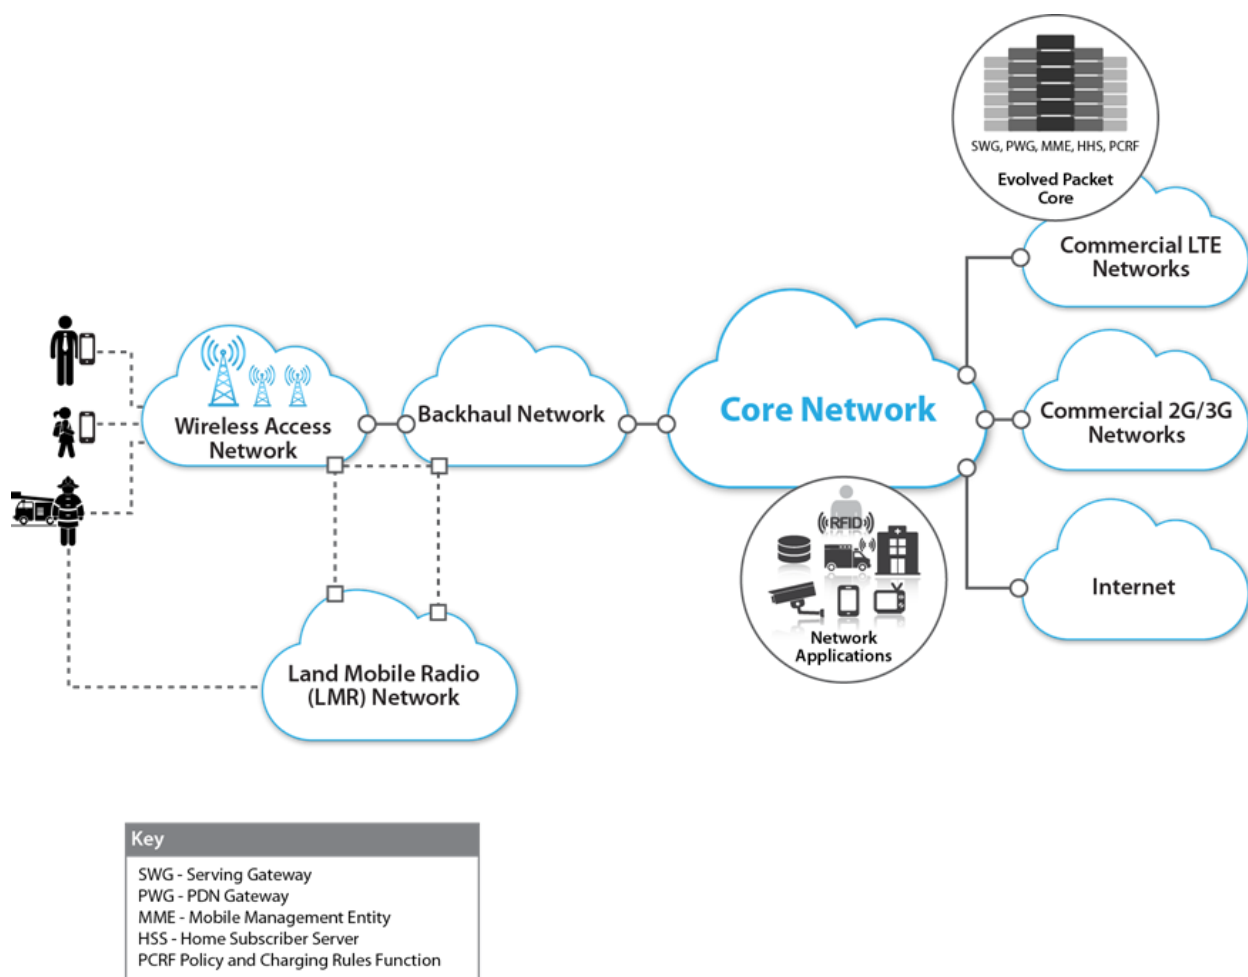 SWG, PWG, MME, HHS, PCRF
Evolved Packet
Core
Commercial LTE
Networks
Wireless Access
Network
Backhaul Network
Core Network
Commercial 2G/3G
Networks
RFID
Network
Applications
Internet
Land Mobile Radio
(LMR) Network
Key
SWG - Serving Gateway
PWG - PDN Gateway
MME - Mobile Management Entity
HSS - Home Subscriber Server
PCRF Policy and Charging Rules Function